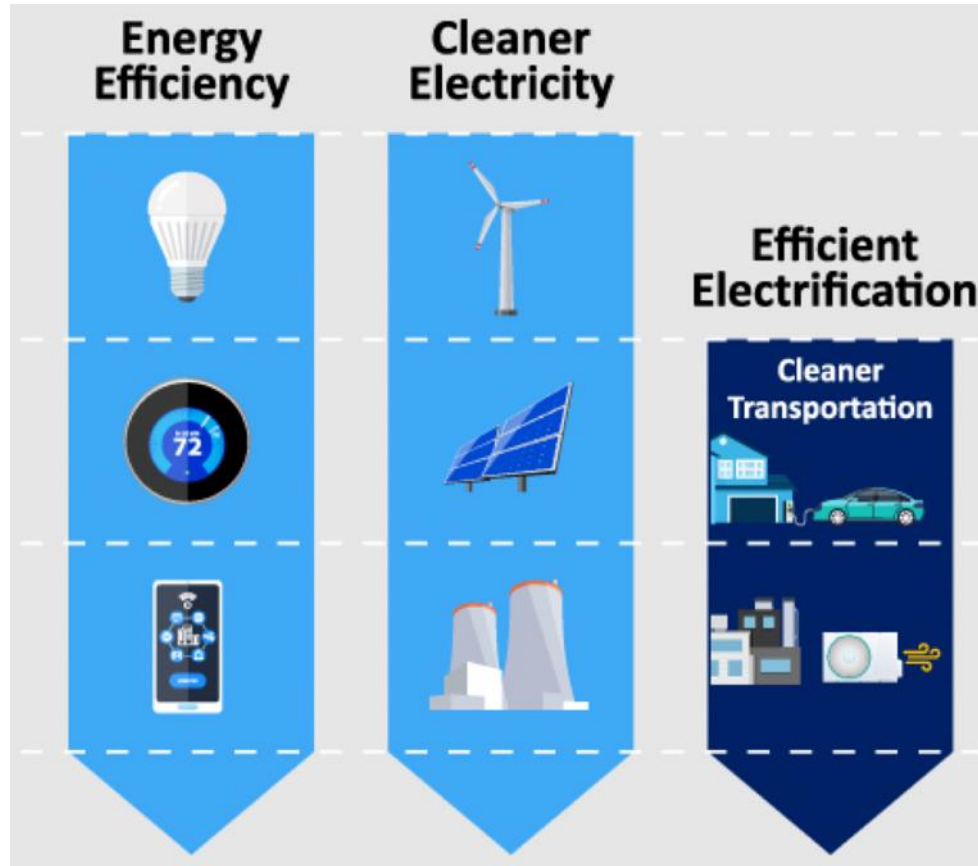 Energy
Efficiency
Cleaner
Electricity
Efficient
Electrification
Cleaner
Transportation
72